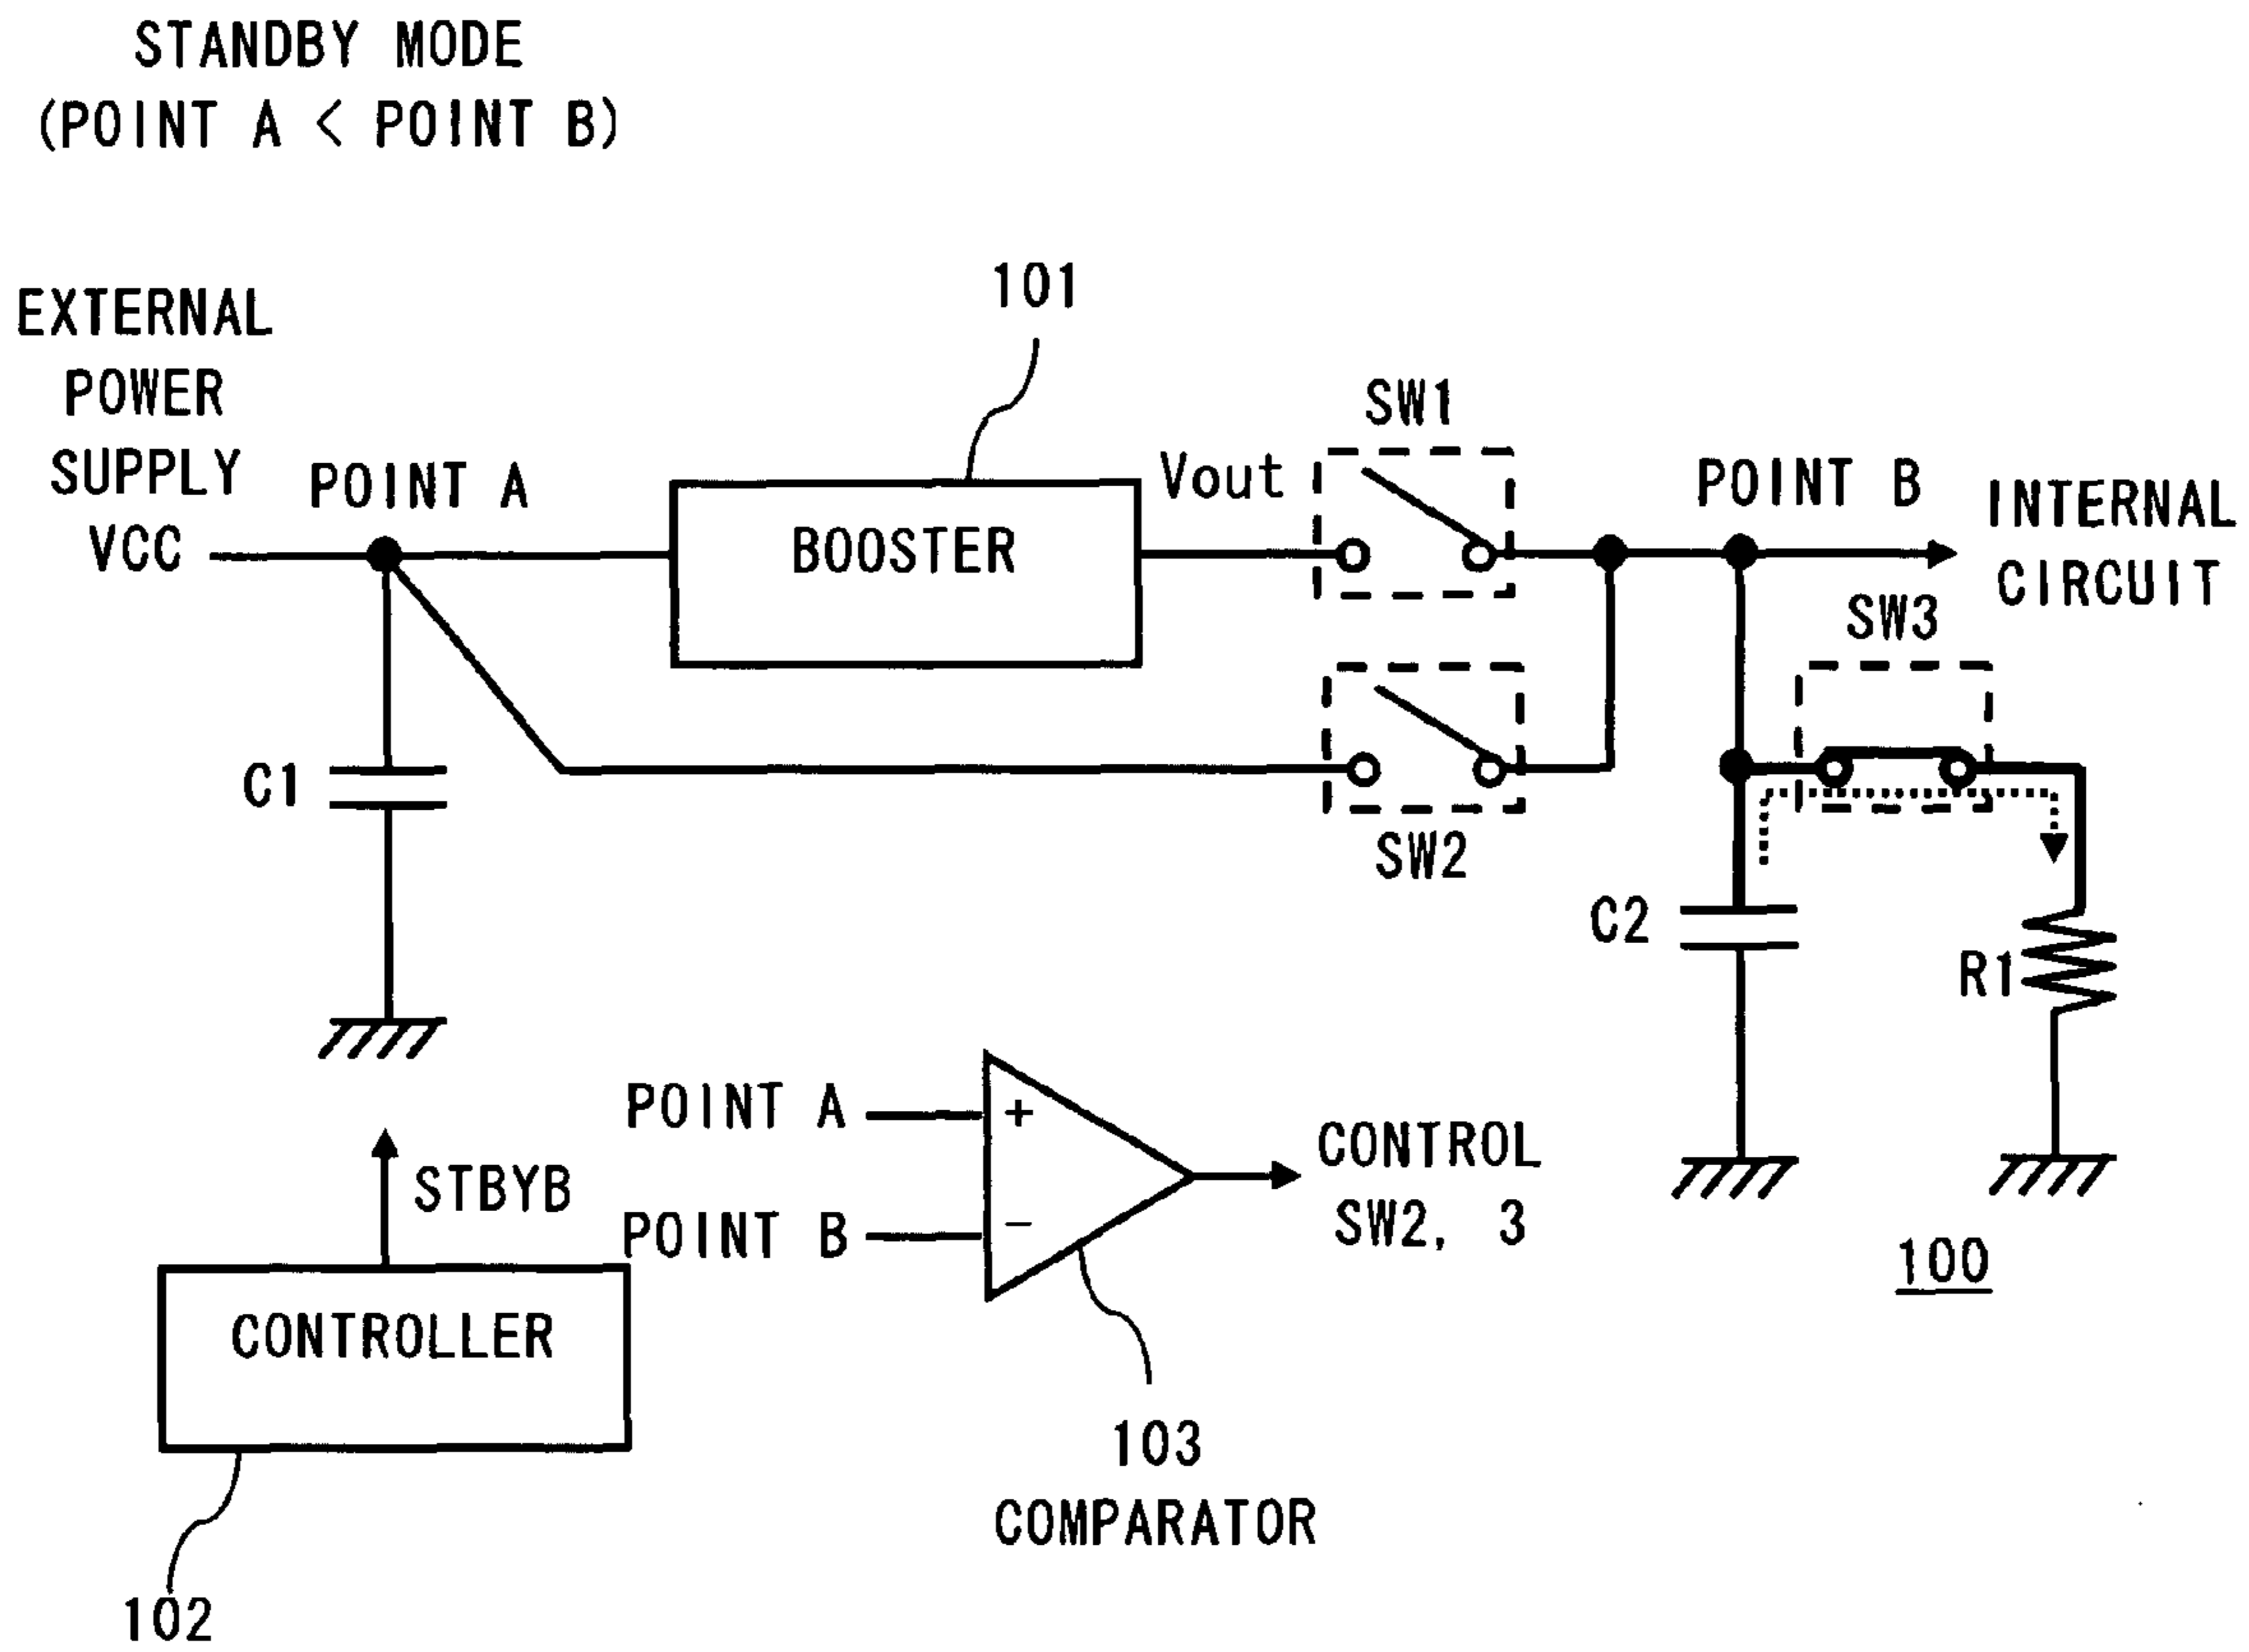 STANDBY MODE
(POINT A < POINT B)
101
EXTERNAL
POWER
SUPPLY
VCC
POINT A
BOOSTER
Vout
SW1
POINT B
INTERNAL
CIRCUIT
SW3
SW2
C1
C2
R1
POINT A
+
POINT B
−
CONTROL
SW2, 3
STBYB
CONTROLLER
100
103
COMPARATOR
102